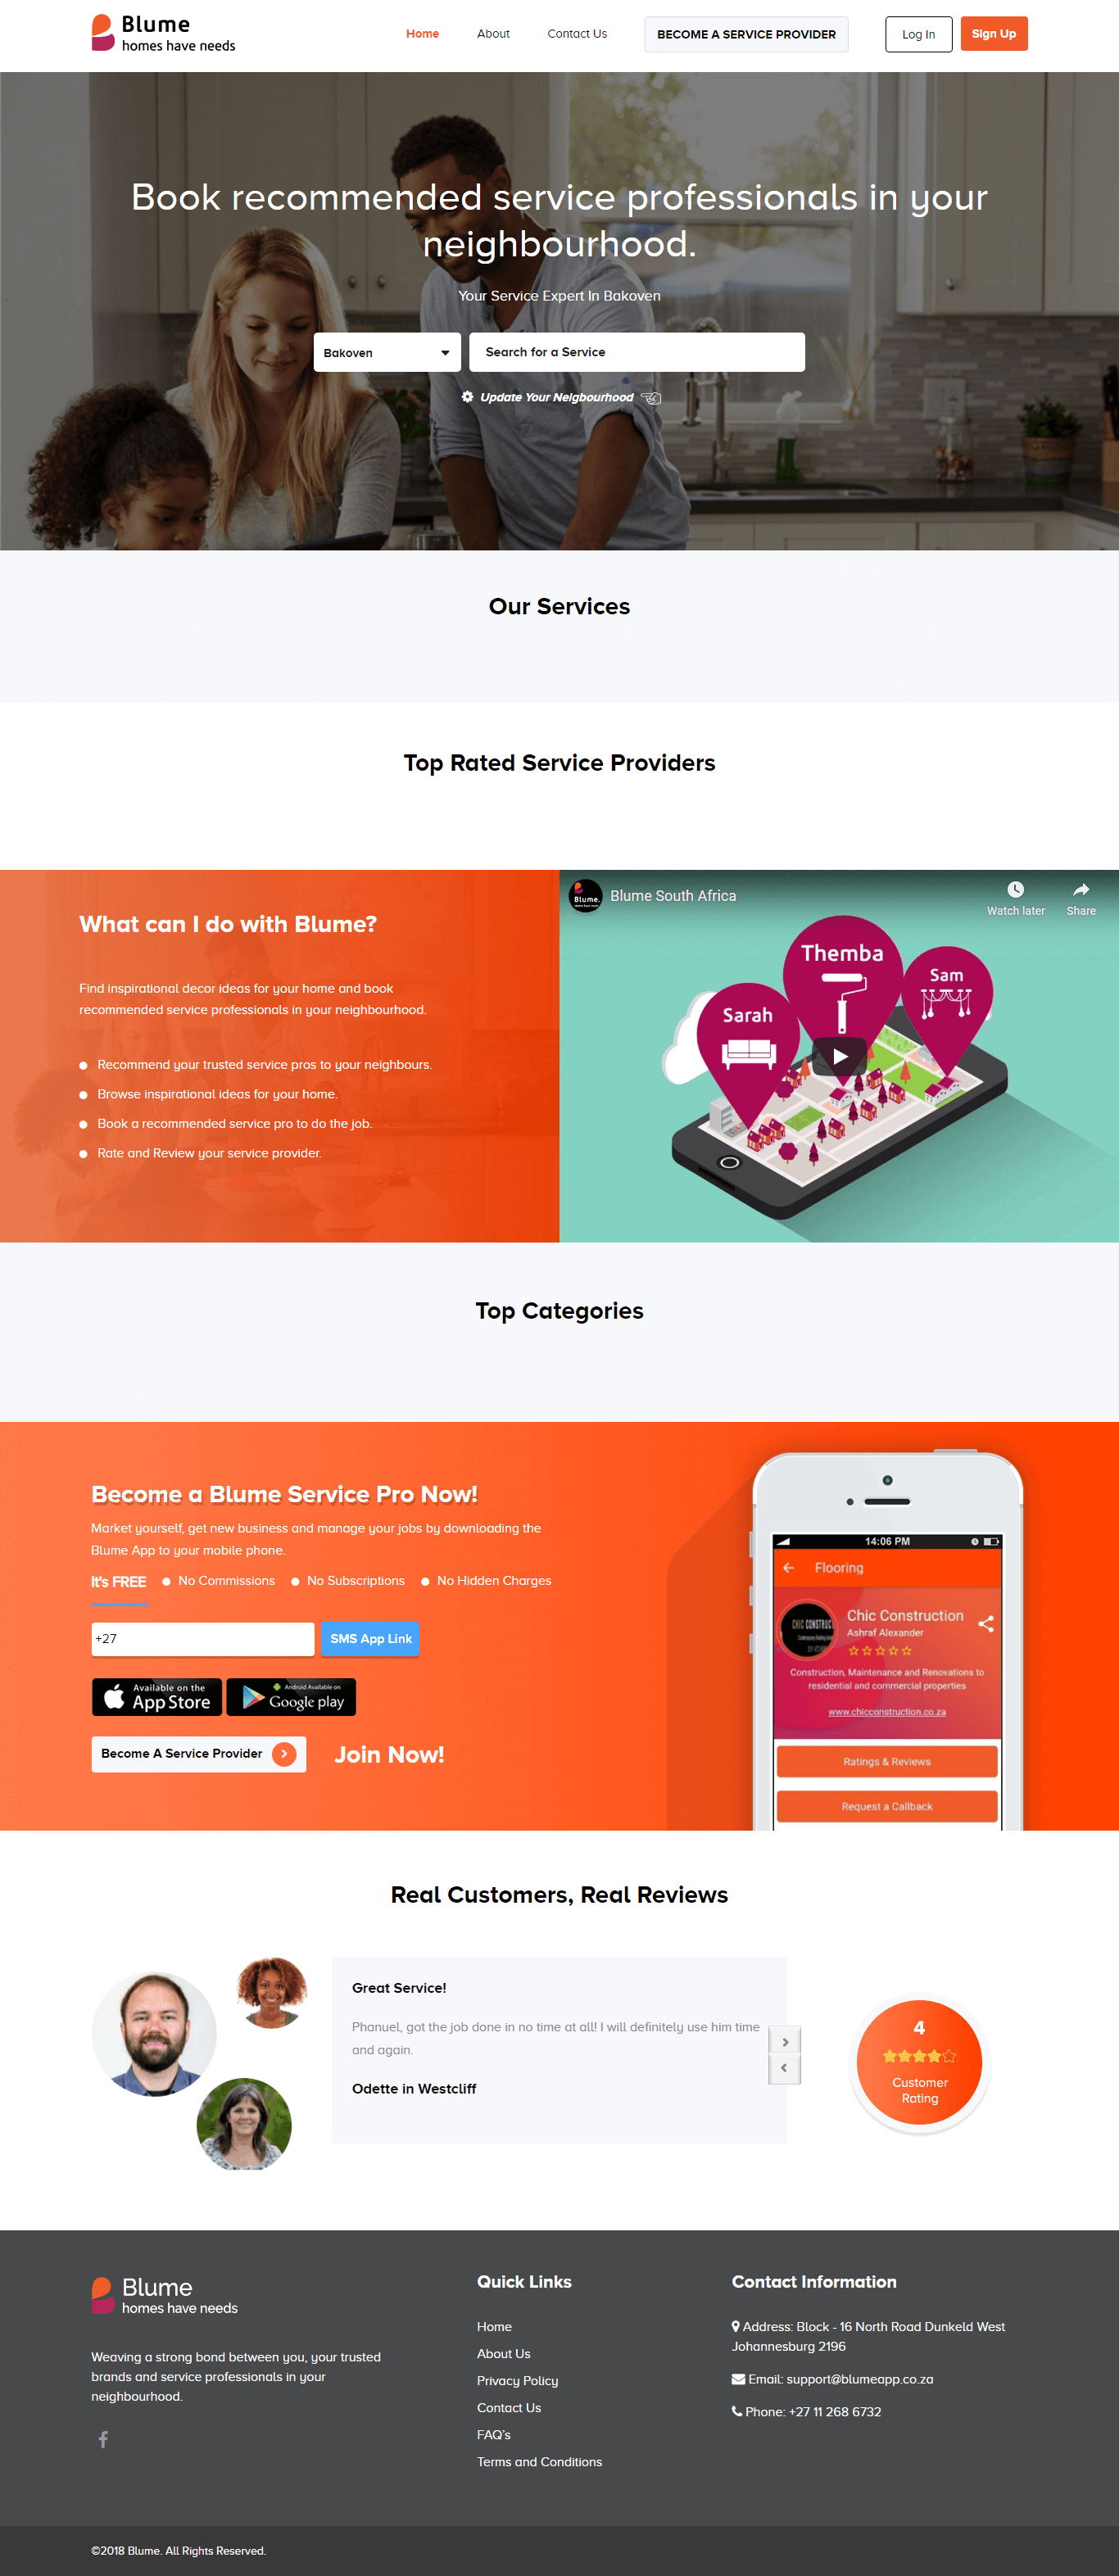 Blume
homes have needs
Home
About
Contact Us
BECOME A SERVICE PROVIDER
Log In
Sign Up
Book recommended service professionals in your
neighbourhood.
Your Service Expert In Bakoven
Bakoven
Search for a Service
Update Your Neigbourhood
Our Services
Top Rated Service Providers
What can I do with Blume?
Find inspirational decor ideas for your home and book
recommended service professionals in your neighbourhood.
Recommend your trusted service pros to your neighbours.
Browse inspirational ideas for your home.
Book a recommended service pro to do the job.
Rate and Review your service provider.
Blume.
Blume South Africa
Watch later
Share
Themba
Sam
Sarah
Top Categories
Become a Blume Service Pro Now!
Market yourself, get new business and manage your jobs by downloading the
Blume App to your mobile phone.
It's FREE
No Commissions
No Subscriptions
No Hidden Charges
+27
SMS App Link
Available on the
App Store
Android Available on
Google play
Become A Service Provider
Join Now!
14:06 PM
Flooring
CHIC CONSTRUC
Chic Construction
Ashraf Alexander
Construction, Maintenance and Renovations to
residential and commercial properties
www.chicconstruction.co.za
Ratings & Reviews
Request a Callback
Real Customers, Real Reviews
Great Service!
Phanuel, got the job done in no time at all! I will definitely use him time
and again.
Odette in Westcliff
4
Customer
Rating
Blume
homes have needs
Weaving a strong bond between you, your trusted
brands and service professionals in your
neighbourhood.
Quick Links
Home
About Us
Privacy Policy
Contact Us
FAQ's
Terms and Conditions
Contact Information
Address: Block - 16 North Road Dunkeld West
Johannesburg 2196
Email: support@blumeapp.co.za
Phone: +27 11 268 6732
©2018 Blume. All Rights Reserved.